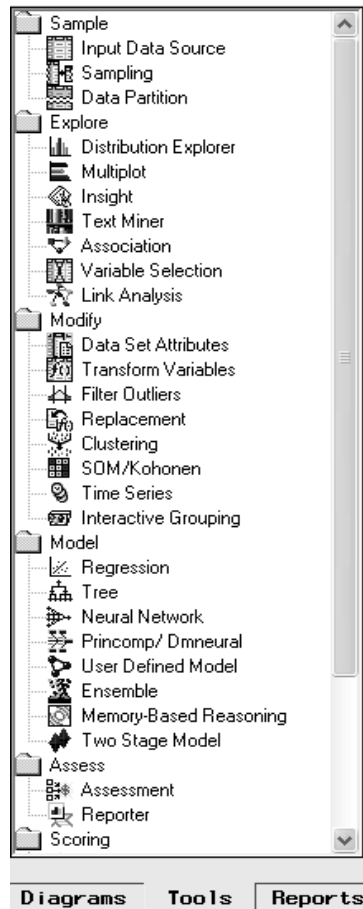 Sample
Input Data Source
Sampling
Data Partition
Explore
Distribution Explorer
Multiplot
Insight
Text Miner
Association
Variable Selection
Link Analysis
Modify
Data Set Attributes
Transform Variables
Filter Outliers
Replacement
Clustering
SOM/Kohonen
Time Series
Interactive Grouping
Model
Regression
Tree
Neural Network
Princomp/ Dmneural
User Defined Model
Ensemble
Memory-Based Reasoning
Two Stage Model
Assess
Assessment
Reporter
Scoring
Diagrams Tools Reports